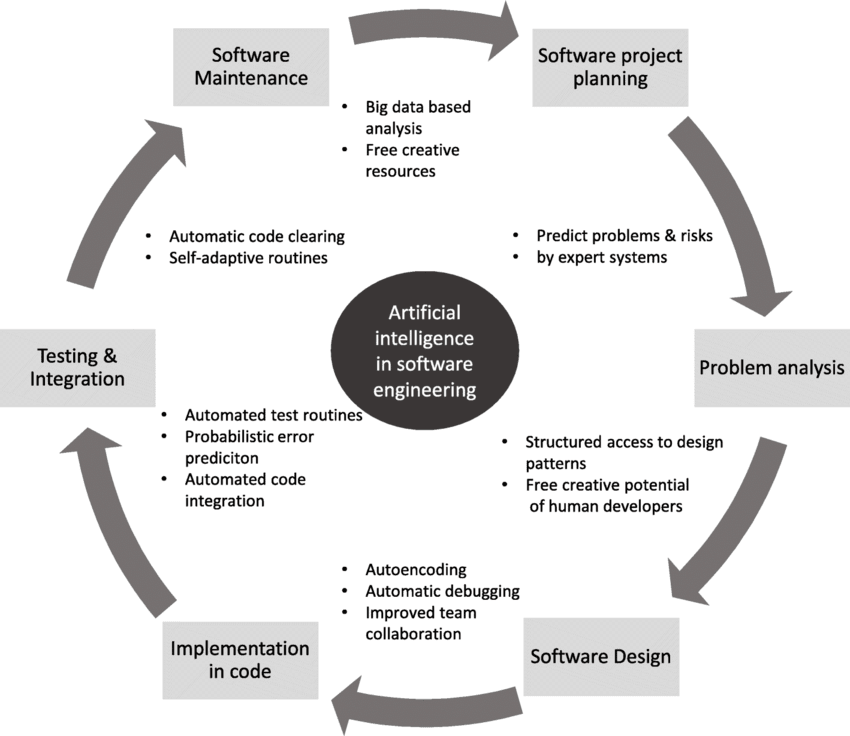 Software
Maintenance
Software project
planning
• Big data based
analysis
• Free creative
resources
• Automatic code clearing
• Self-adaptive routines
• Predict problems & risks
• by expert systems
Artificial
intelligence
in software
engineering
Testing &
Integration
Problem analysis
• Automated test routines
• Probabilistic error
prediciton
• Automated code
integration
• Structured access to design
patterns
• Free creative potential
of human developers
• Autoencoding
• Automatic debugging
• Improved team
collaboration
Implementation
in code
Software Design